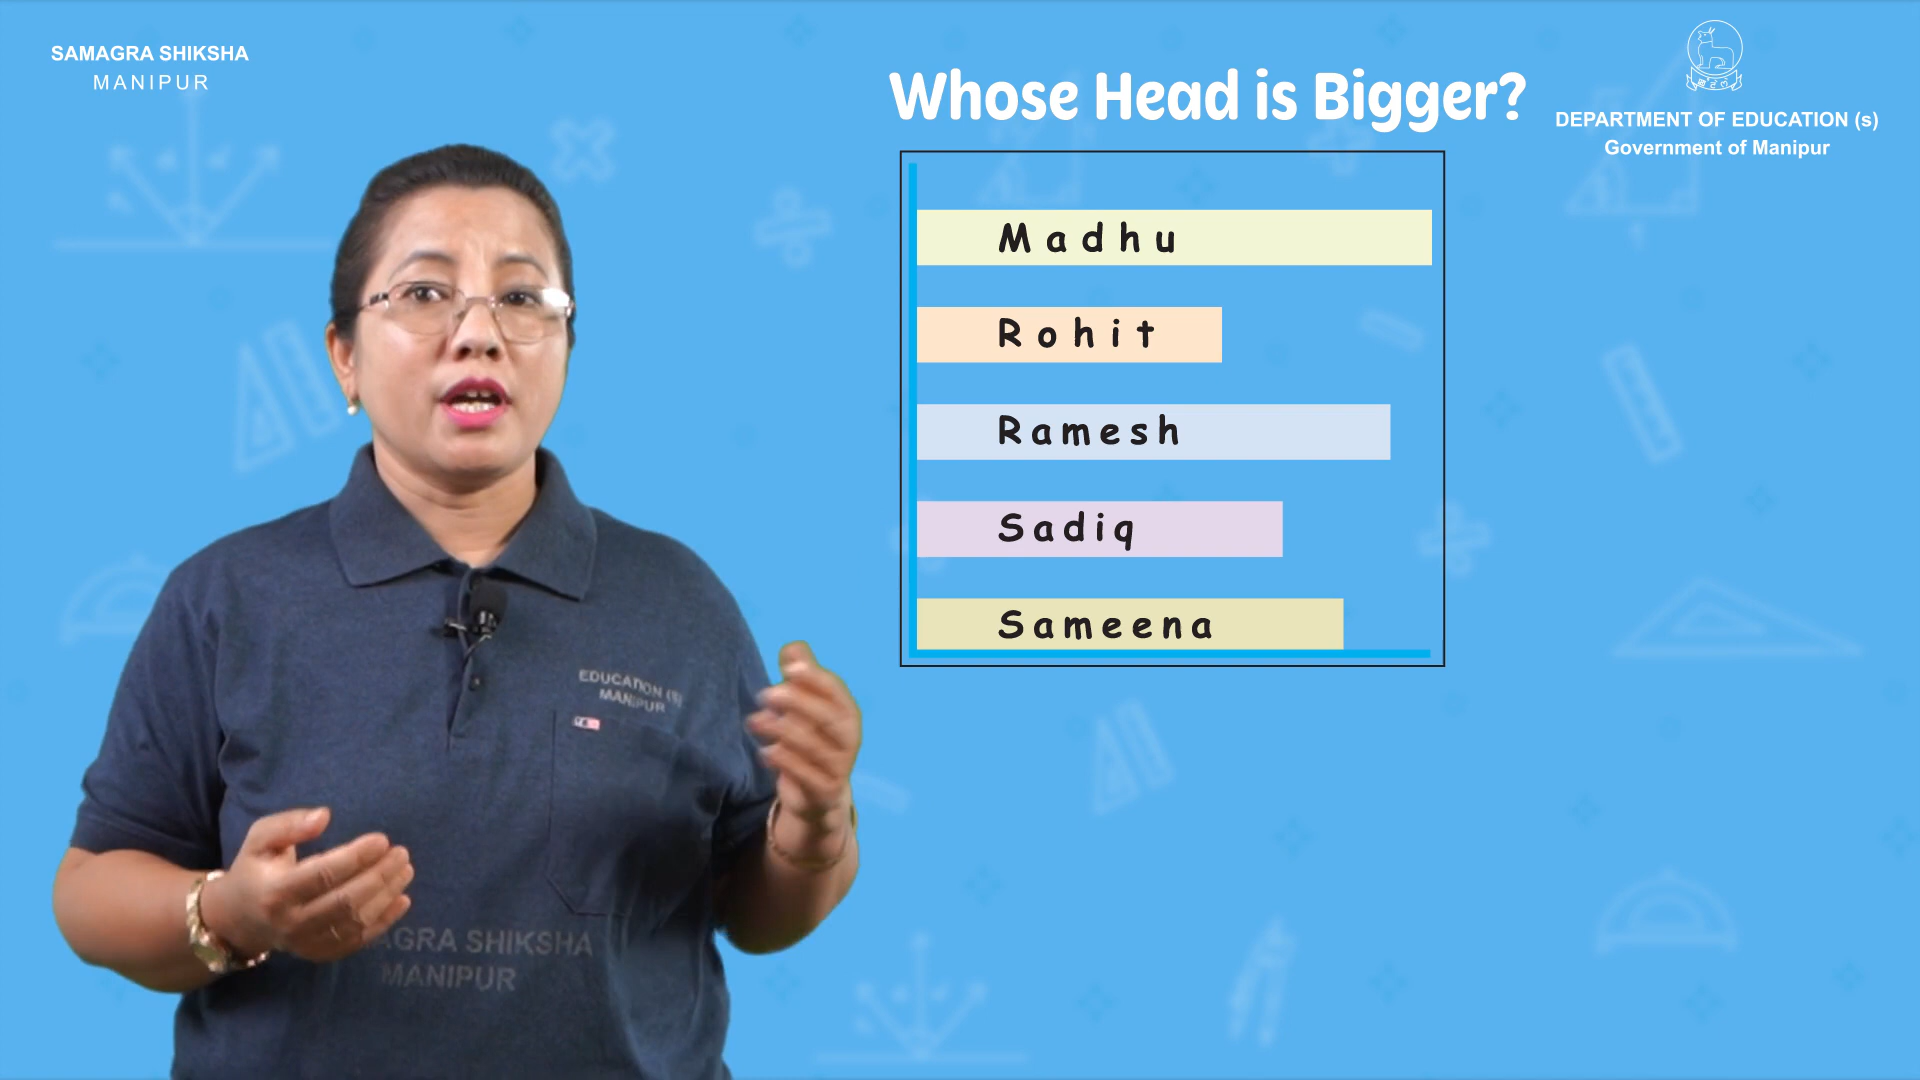 SAMAGRA SHIKSHA
MANIPUR
Whose Head is Bigger?
DEPARTMENT OF EDUCATION (s)
Government of Manipur
Madhu
Rohit
Ramesh
Sadiq
Sameena
EDUCATION (S)
MANIPUR
AGRA SHIKSHA
MANIPUR